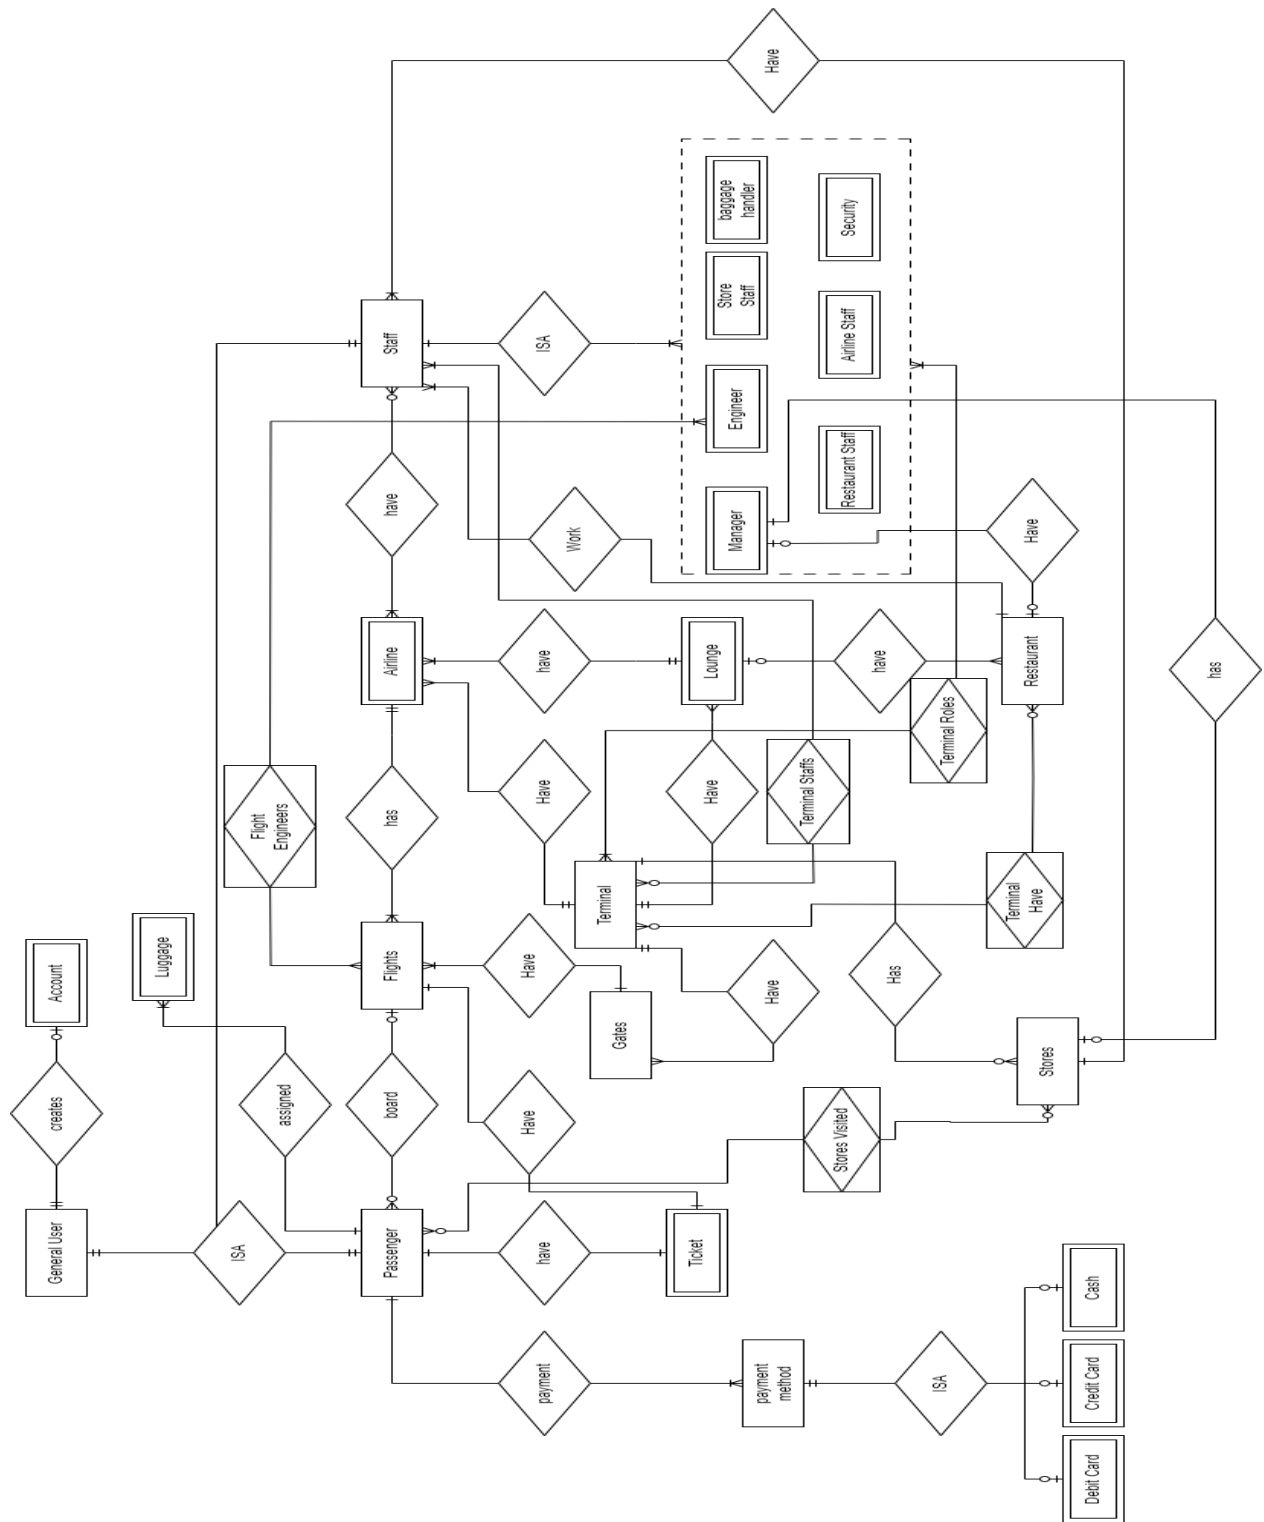 Have
baggage
handler
Security
Store
Staff
Staff
ISA
Airline Staff
Engineer
Restaurant Staff
have
Work
Manager
Have
Airline
have
Lounge
have
Restaurant
has
Terminal Roles
Flight
Engineers
has
Have
Have
Terminal Staffs
Terminal
Terminal
Have
Account
Luggage
Flights
Have
Have
Has
Gates
Stores
creates
assigned
board
Have
Stores Visited
General User
ISA
Passenger
have
Ticket
Cash
payment
payment
method
ISA
Credit Card
Debit Card